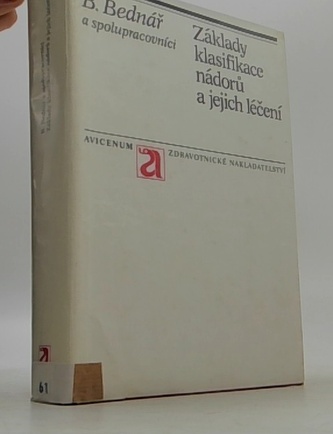 B. Bednář
a spolupracovníci
Základy
klasifikace
nádorů
a jejich léčení
AVICENUM
a
ZDRAVOTNICKÉ NAKLADATELSTVÍ
61